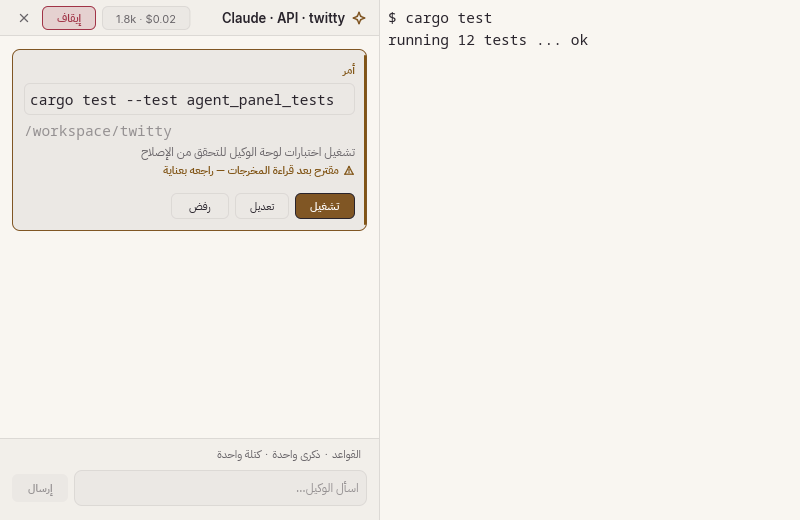 Claude · API · twitty
1.8k · $0.02
إيقاف
×
أمر
cargo test --test agent_panel_tests
/workspace/twitty
تشغيل اختبارات لوحة الوكيل للتحقق من الإصلاح
⚠ مقترح بعد قراءة المخرجات — راجعه بعناية
تشغيل
تعديل
رفض
القواعد · ذكرى واحدة · كتلة واحدة
اسأل الوكيل...
إرسال
$ cargo test
running 12 tests ... ok